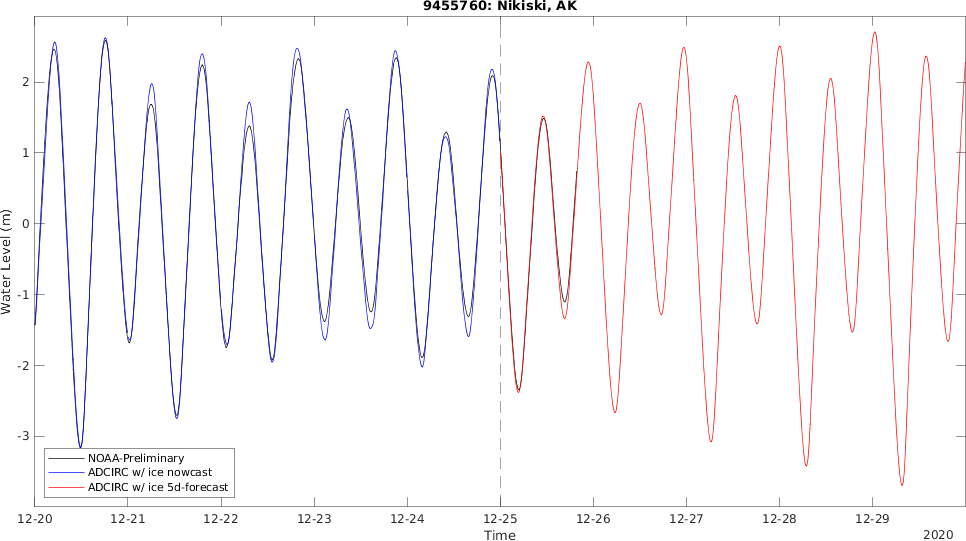 9455760: Nikiski, AK
Water Level (m)
2
1
0
-1
-2
-3
NOAA-Preliminary
ADCIRC w/ ice nowcast
ADCIRC w/ ice 5d-forecast
12-20 12-21 12-22 12-23 12-24 12-25 12-26 12-27 12-28 12-29
Time
2020